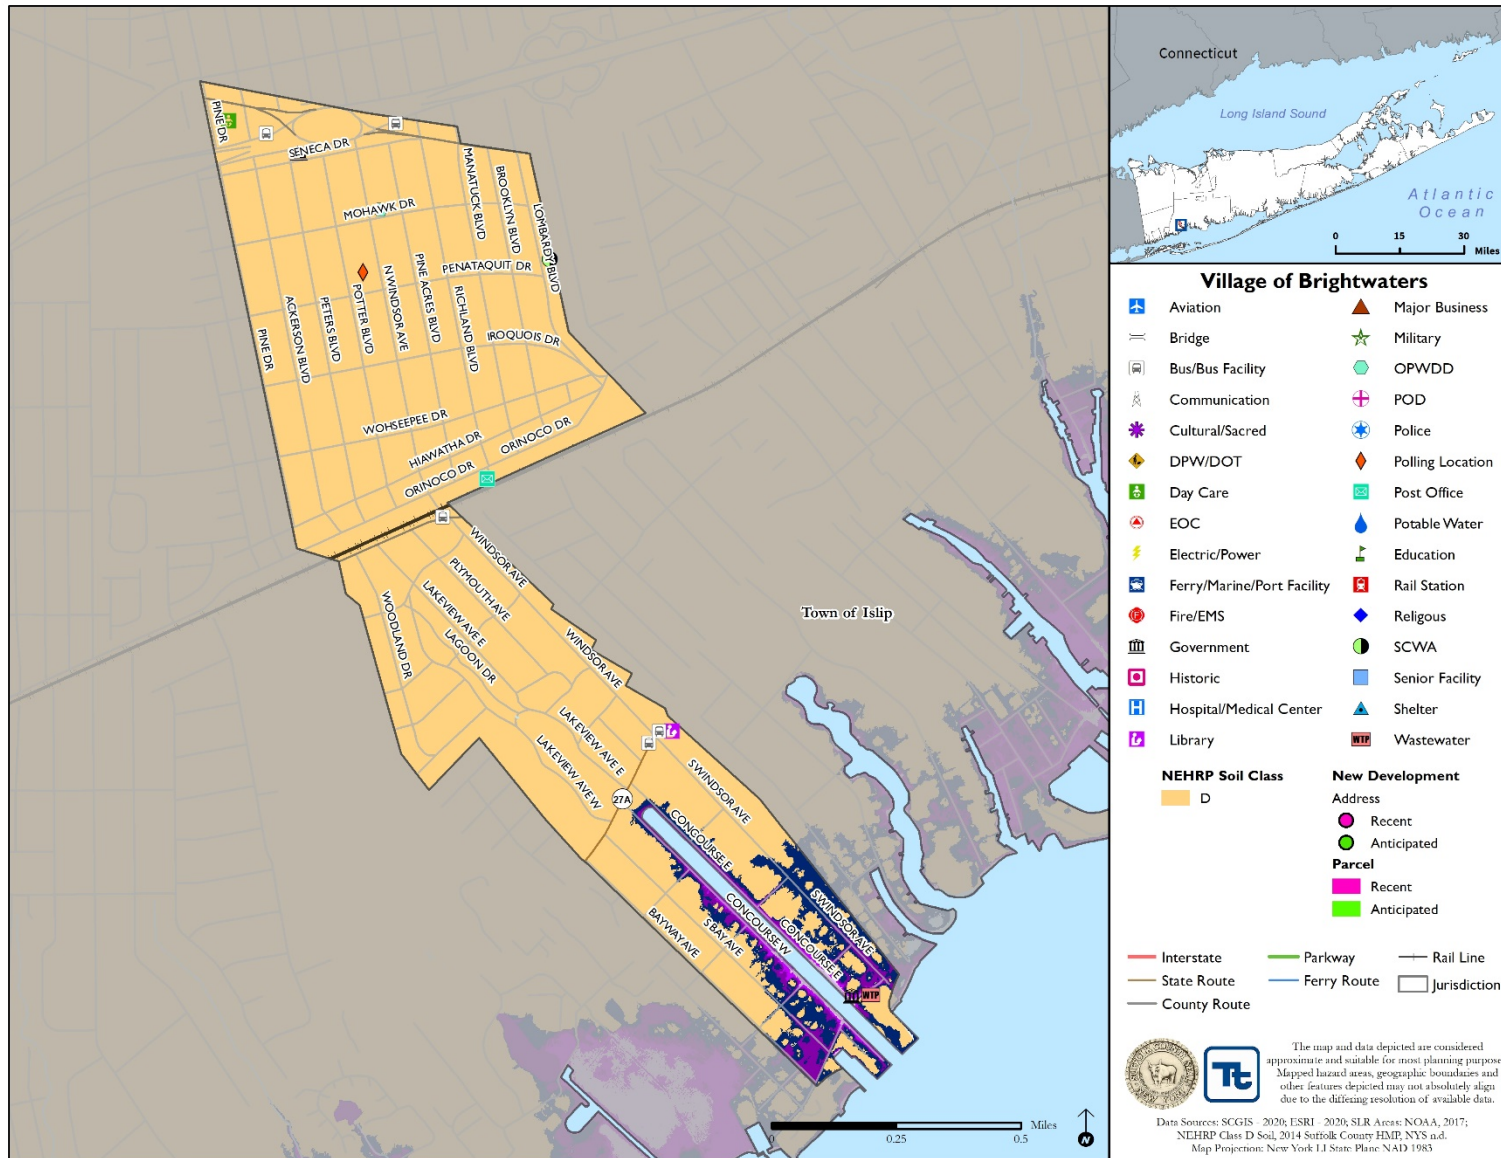 PINE DR
SENECA DR
MANATUCK BLVD
BROOKLYN BLVD
LOMBARDY BLVD
MOHAWK DR
PENATAQUIT DR
PINE DR
ACKERSON BLVD
PETERS BLVD
POTTER BLVD
N WINDSOR AVE
PINE ACRES BLVD
RICHLAND BLVD
IROQUOIS DR
WOHSEEPEE DR
HIAWATHA DR
ORINOCO DR
ORINOCO DR
WINDSOR AVE
PLYMOUTH AVE
LAKEVIEW AVE E
LAGOON DR
WOODLAND DR
WINDSOR AVE
Town of Islip
LAKEVIEW AVE E
LAKEVIEW AVE W
S WINDSOR AVE
27A
CONCOURSE E
CONCOURSE W
CONCOURSE E
S WINDSOR AVE
BAYWAY AVE
S BAY AVE
WTP
0 0.25 0.5 Miles
N
Connecticut
Long Island Sound
Atlantic
Ocean
0 15 30
Miles
Village of Brightwaters
Aviation
Bridge
Bus/Bus Facility
Communication
Cultural/Sacred
DPW/DOT
Day Care
EOC
Electric/Power
Ferry/Marine/Port Facility
Fire/EMS
Government
Historic
Hospital/Medical Center
Library
Major Business
Military
OPWDD
POD
Police
Polling Location
Post Office
Potable Water
Education
Rail Station
Religous
SCWA
Senior Facility
Shelter
WTP Wastewater
NEHRP Soil Class
D
New Development
Address
Recent
Anticipated
Parcel
Recent
Anticipated
Interstate
State Route
County Route
Parkway
Ferry Route
Rail Line
Jurisdiction
Tt
The map and data depicted are considered
approximate and suitable for most planning purpose
Mapped hazard areas, geographic boundaries and
other features depicted may not absolutely align
due to the differing resolution of available data.
Data Sources: SCGIS - 2020; ESRI - 2020; SLR Areas: NOAA, 2017;
NEHRP Class D Soil, 2014 Suffolk County HMP, NYS n.d.
Map Projection: New York LI State Plane NAD 1983